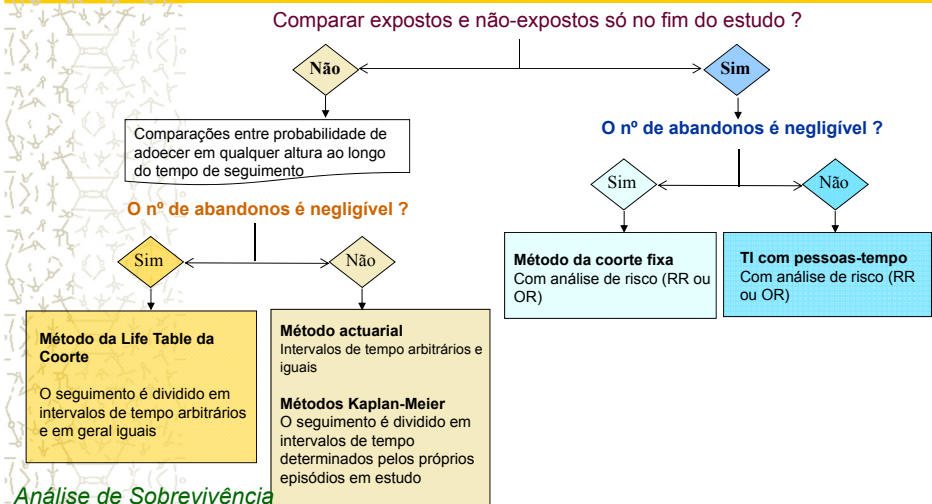 Comparar expostos e não-expostos só no fim do estudo ?
Não
Sim
Comparações entre probabilidade de
adoecer em qualquer altura ao longo
do tempo de seguimento
O nº de abandonos é negligível ?
Sim
Não
Método da Life Table da
Coorte
O seguimento é dividido em
intervalos de tempo arbitrários
e em geral iguais
Método actuarial
Intervalos de tempo arbitrários e
iguais
Métodos Kaplan-Meier
O seguimento é dividido em
intervalos de tempo
determinados pelos próprios
episódios em estudo
O nº de abandonos é negligível ?
Sim
Não
Método da coorte fixa
Com análise de risco (RR ou
OR)
TI com pessoas-tempo
Com análise de risco (RR
ou OR)
Análise de Sobrevivência